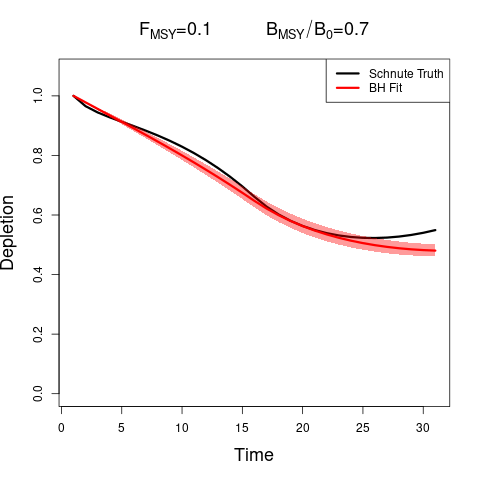 F_MSY=0.1 B_MSY/B_0=0.7
Schnute Truth
BH Fit
Depletion
0.0 0.2 0.4 0.6 0.8 1.0
0 5 10 15 20 25 30
Time